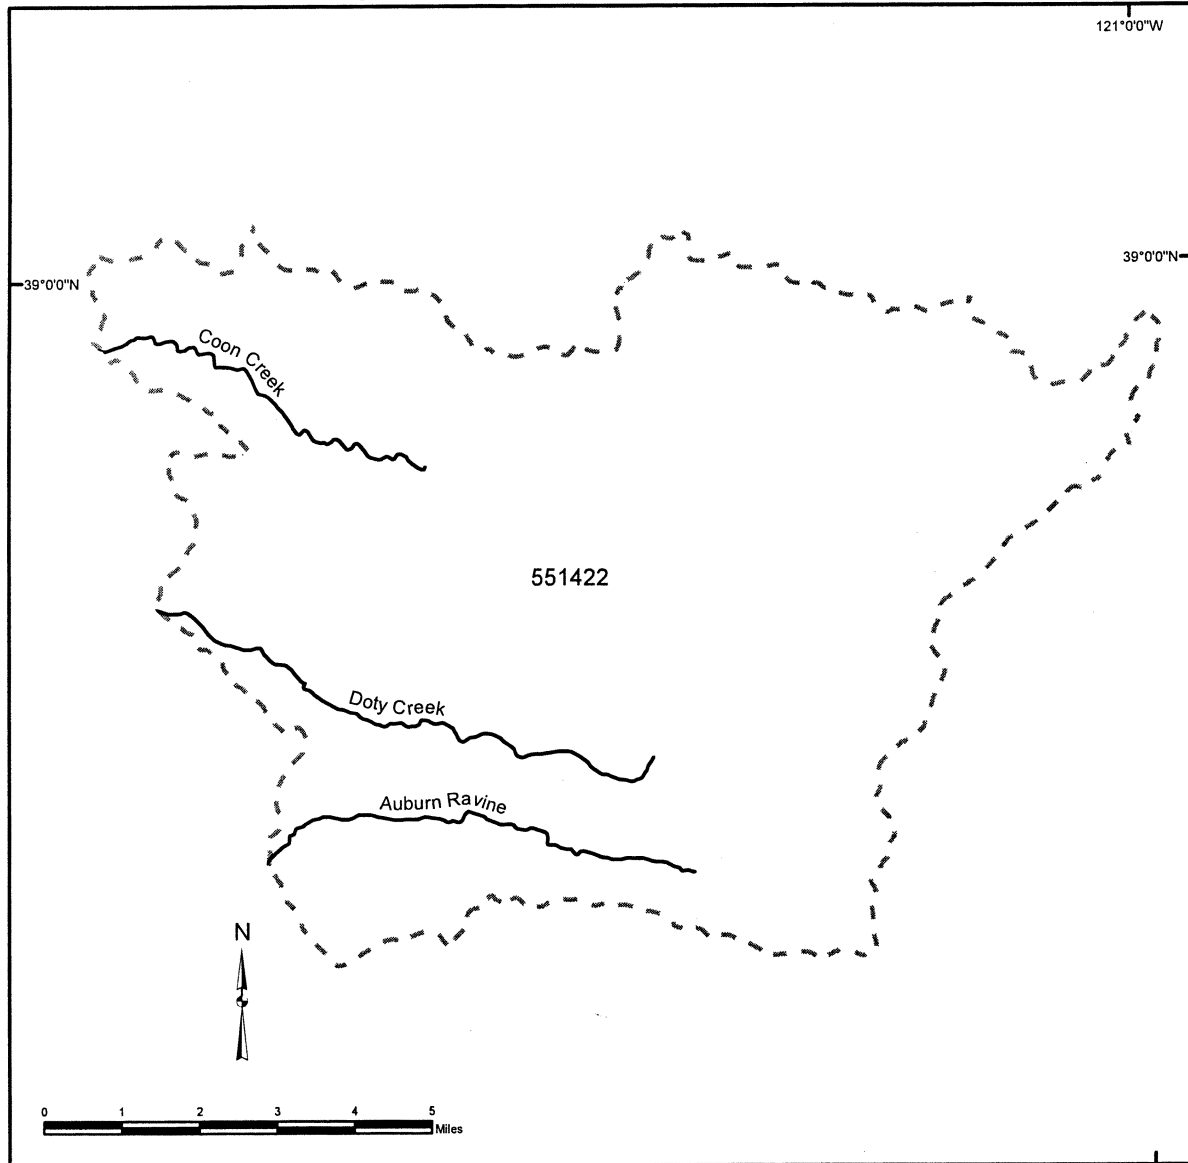 121°0'0"W
39°0'0"N
39°0'0"N
Coon Creek
551422
Doty Creek
Auburn Ravine
N
0 1 2 3 4 5
Miles